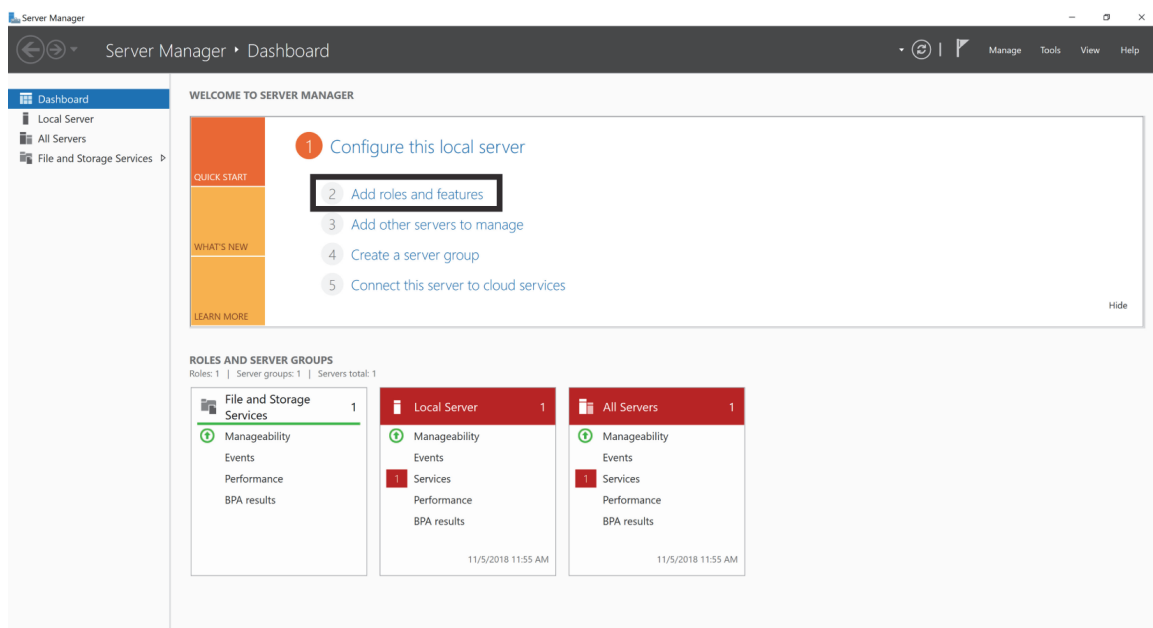 Server Manager
Server Manager • Dashboard
Manage Tools View Help
Dashboard
Local Server
All Servers
File and Storage Services
WELCOME TO SERVER MANAGER
QUICK START
WHAT'S NEW
LEARN MORE
1 Configure this local server
2 Add roles and features
3 Add other servers to manage
4 Create a server group
5 Connect this server to cloud services
Hide
ROLES AND SERVER GROUPS
Roles: 1 | Server groups: 1 | Servers total: 1
File and Storage
Services 1
Manageability
Events
Performance
BPA results
Local Server 1
Manageability
Events
1 Services
Performance
BPA results
11/5/2018 11:55 AM
All Servers 1
Manageability
Events
1 Services
Performance
BPA results
11/5/2018 11:55 AM